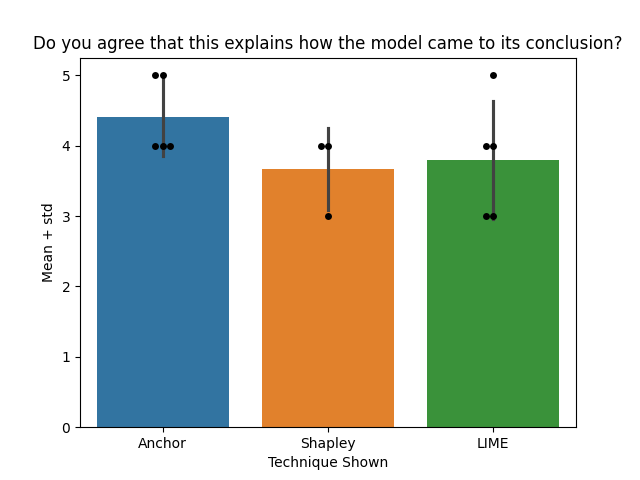 Do you agree that this explains how the model came to its conclusion?
Mean + std
5
4
3
2
1
0
Anchor
Shapley
LIME
Technique Shown